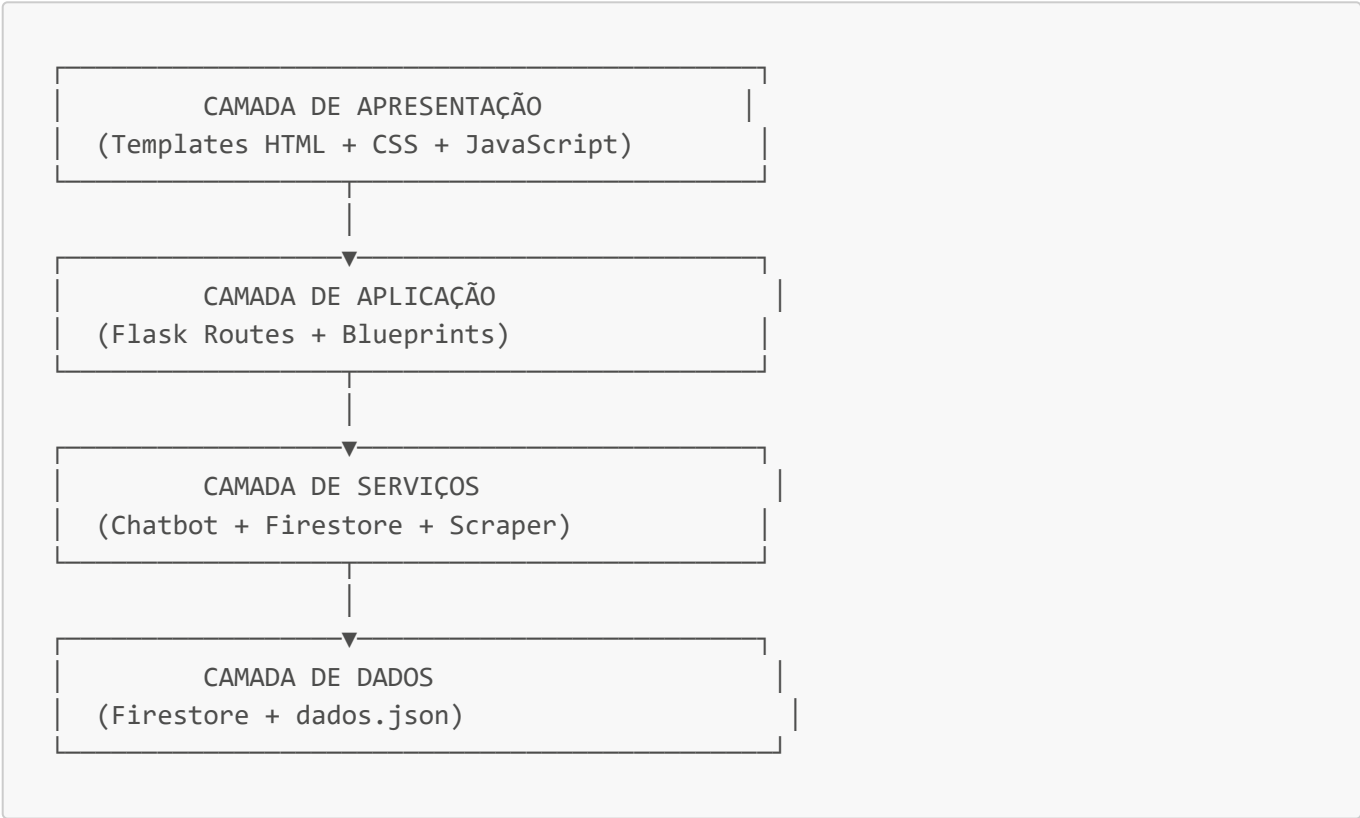 CAMADA DE APRESENTAÇÃO
(Templates HTML + CSS + JavaScript)
CAMADA DE APLICAÇÃO
(Flask Routes + Blueprints)
CAMADA DE SERVIÇOS
(Chatbot + Firestore + Scraper)
CAMADA DE DADOS
(Firestore + dados.json)